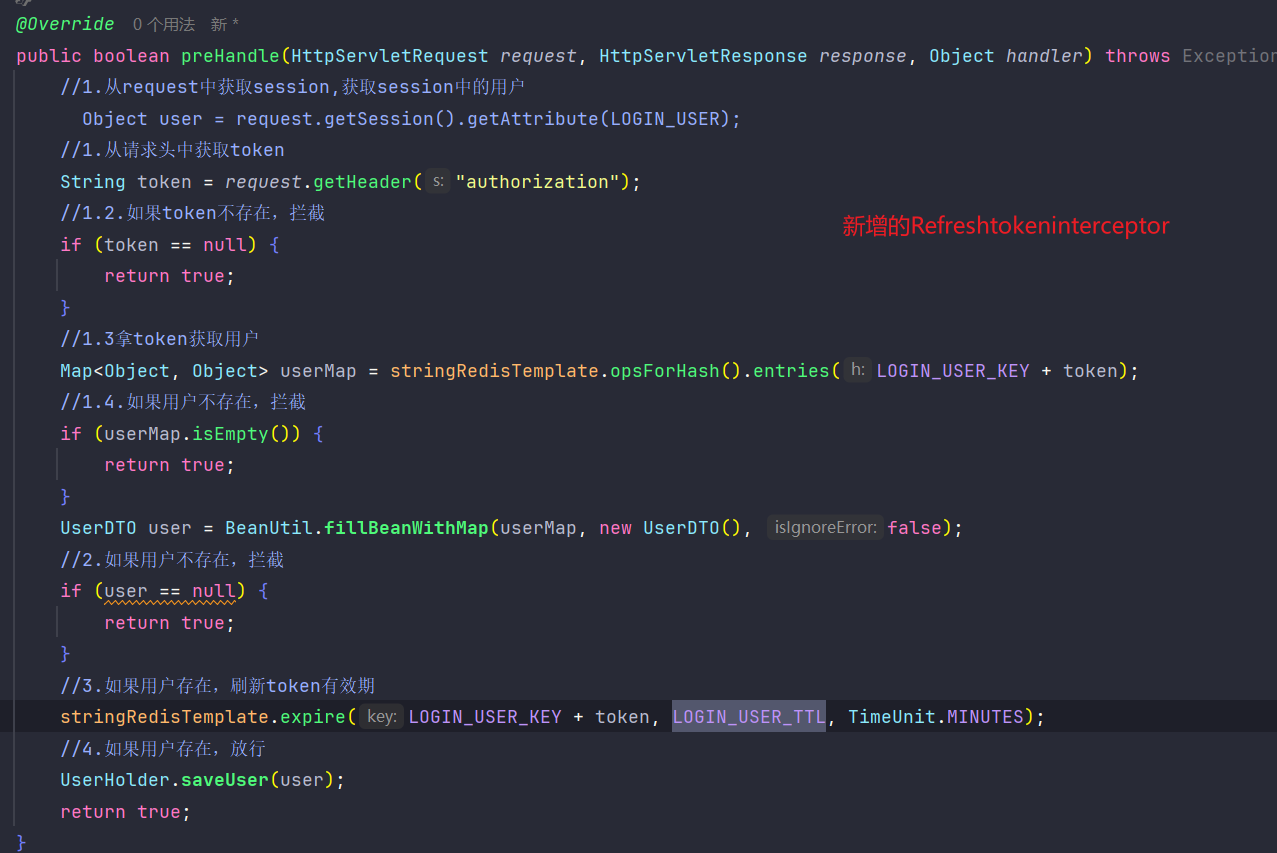 @Override 0 个用法 新 *
public boolean preHandle(HttpServletRequest request, HttpServletResponse response, Object handler) throws Exception
//1.从request中获取session,获取session中的用户
Object user = request.getSession().getAttribute(LOGIN_USER);
//1.从请求头中获取token
String token = request.getHeader( s: "authorization");
//1.2.如果token不存在，拦截
新增的Refreshtokeninterceptor
if (token == null) {
return true;
}
//1.3拿token获取用户
Map<Object, Object> userMap = stringRedisTemplate.opsForHash().entries( h: LOGIN_USER_KEY + token);
//1.4.如果用户不存在，拦截
if (userMap.isEmpty()) {
return true;
}
UserDTO user = BeanUtil.fillBeanWithMap(userMap, new UserDTO(), isIgnoreError: false);
//2.如果用户不存在，拦截
if (user == null) {
return true;
}
//3.如果用户存在，刷新token有效期
stringRedisTemplate.expire( key: LOGIN_USER_KEY + token, LOGIN_USER_TTL, TimeUnit.MINUTES);
//4.如果用户存在，放行
UserHolder.saveUser(user);
return true;
}